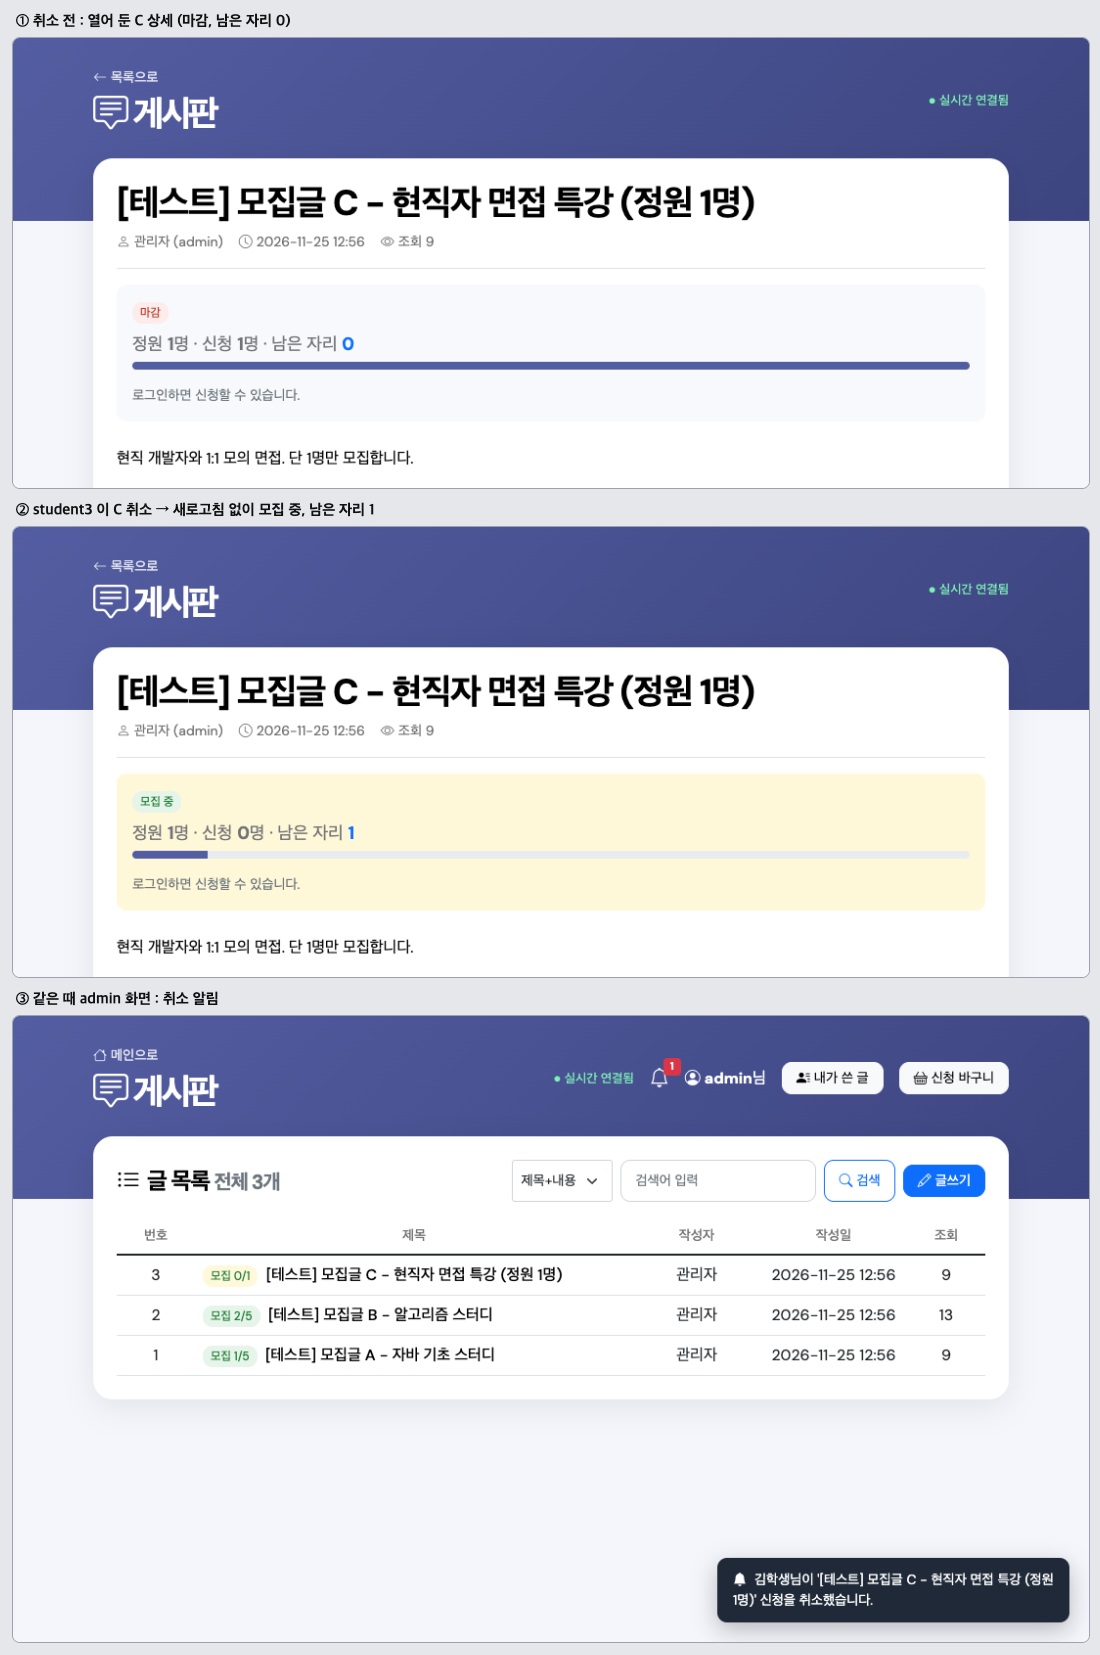 ① 취소 전 : 열어 둔 C 상세 (마감, 남은 자리 0)
← 목록으로
게시판
● 실시간 연결됨
[테스트] 모집글 C – 현직자 면접 특강 (정원 1명)
관리자 (admin) 2026-11-25 12:56 조회 9
마감
정원 1명 · 신청 1명 · 남은 자리 0
로그인하면 신청할 수 있습니다.
현직 개발자와 1:1 모의 면접. 단 1명만 모집합니다.
② student3 이 C 취소 → 새로고침 없이 모집 중, 남은 자리 1
← 목록으로
게시판
● 실시간 연결됨
[테스트] 모집글 C – 현직자 면접 특강 (정원 1명)
관리자 (admin) 2026-11-25 12:56 조회 9
모집 중
정원 1명 · 신청 0명 · 남은 자리 1
로그인하면 신청할 수 있습니다.
현직 개발자와 1:1 모의 면접. 단 1명만 모집합니다.
③ 같은 때 admin 화면 : 취소 알림
메인으로
게시판
● 실시간 연결됨 1 admin님 내가 쓴 글 신청 바구니
글 목록 전체 3개 제목+내용 검색어 입력 검색 글쓰기
번호 제목 작성자 작성일 조회
3 모집 0/1 [테스트] 모집글 C – 현직자 면접 특강 (정원 1명) 관리자 2026-11-25 12:56 9
2 모집 2/5 [테스트] 모집글 B – 알고리즘 스터디 관리자 2026-11-25 12:56 13
1 모집 1/5 [테스트] 모집글 A – 자바 기초 스터디 관리자 2026-11-25 12:56 9
김학생님이 '[테스트] 모집글 C – 현직자 면접 특강 (정원
1명)' 신청을 취소했습니다.